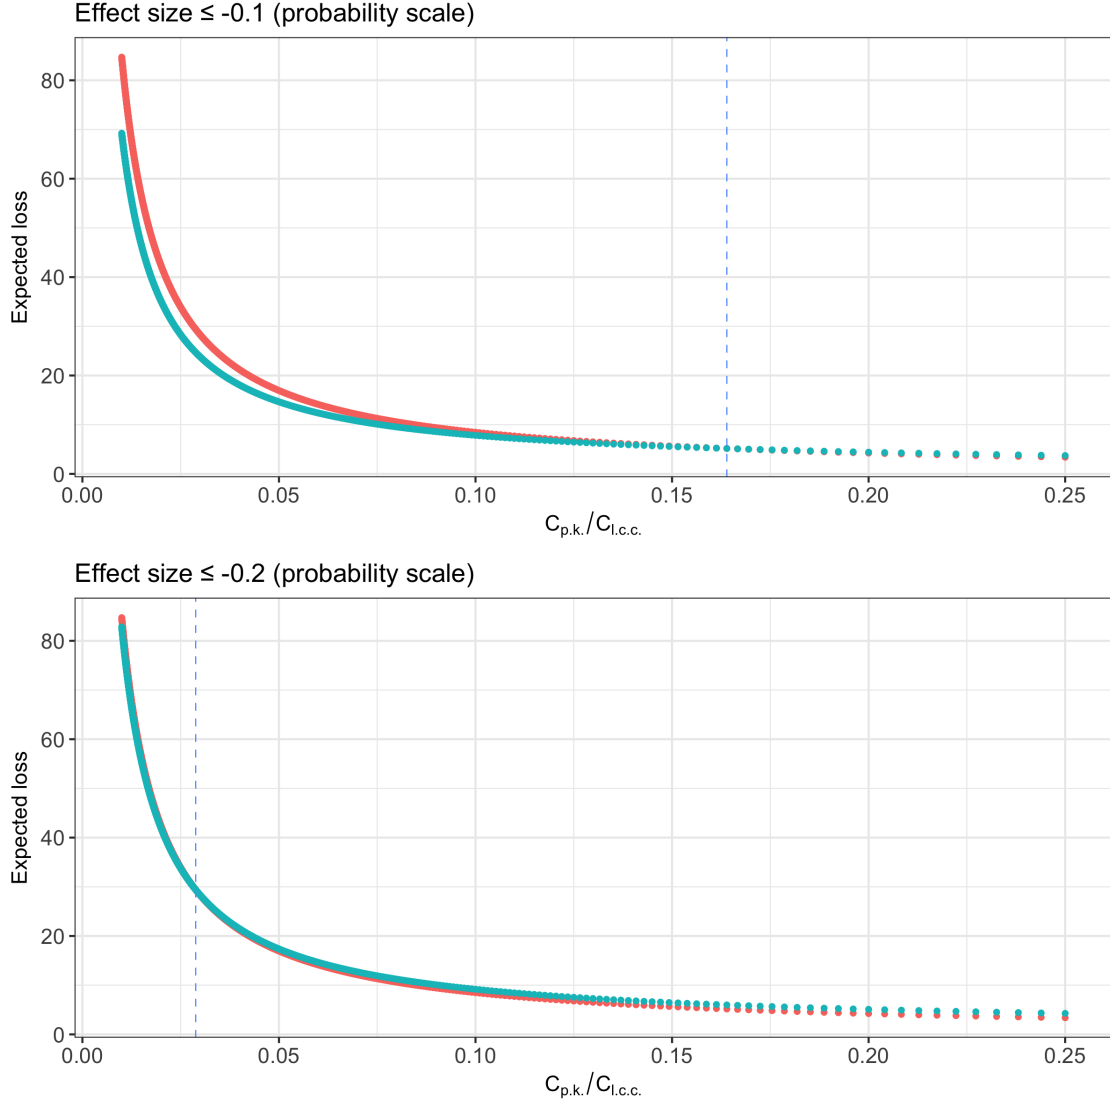 Effect size ≤ -0.1 (probability scale)
80
60
40
20
0
Expected loss
0.00 0.05 0.10 0.15 0.20 0.25
Cp.k./Cl.c.c.
Effect size ≤ -0.2 (probability scale)
80
60
40
20
0
Expected loss
0.00 0.05 0.10 0.15 0.20 0.25
Cp.k./Cl.c.c.